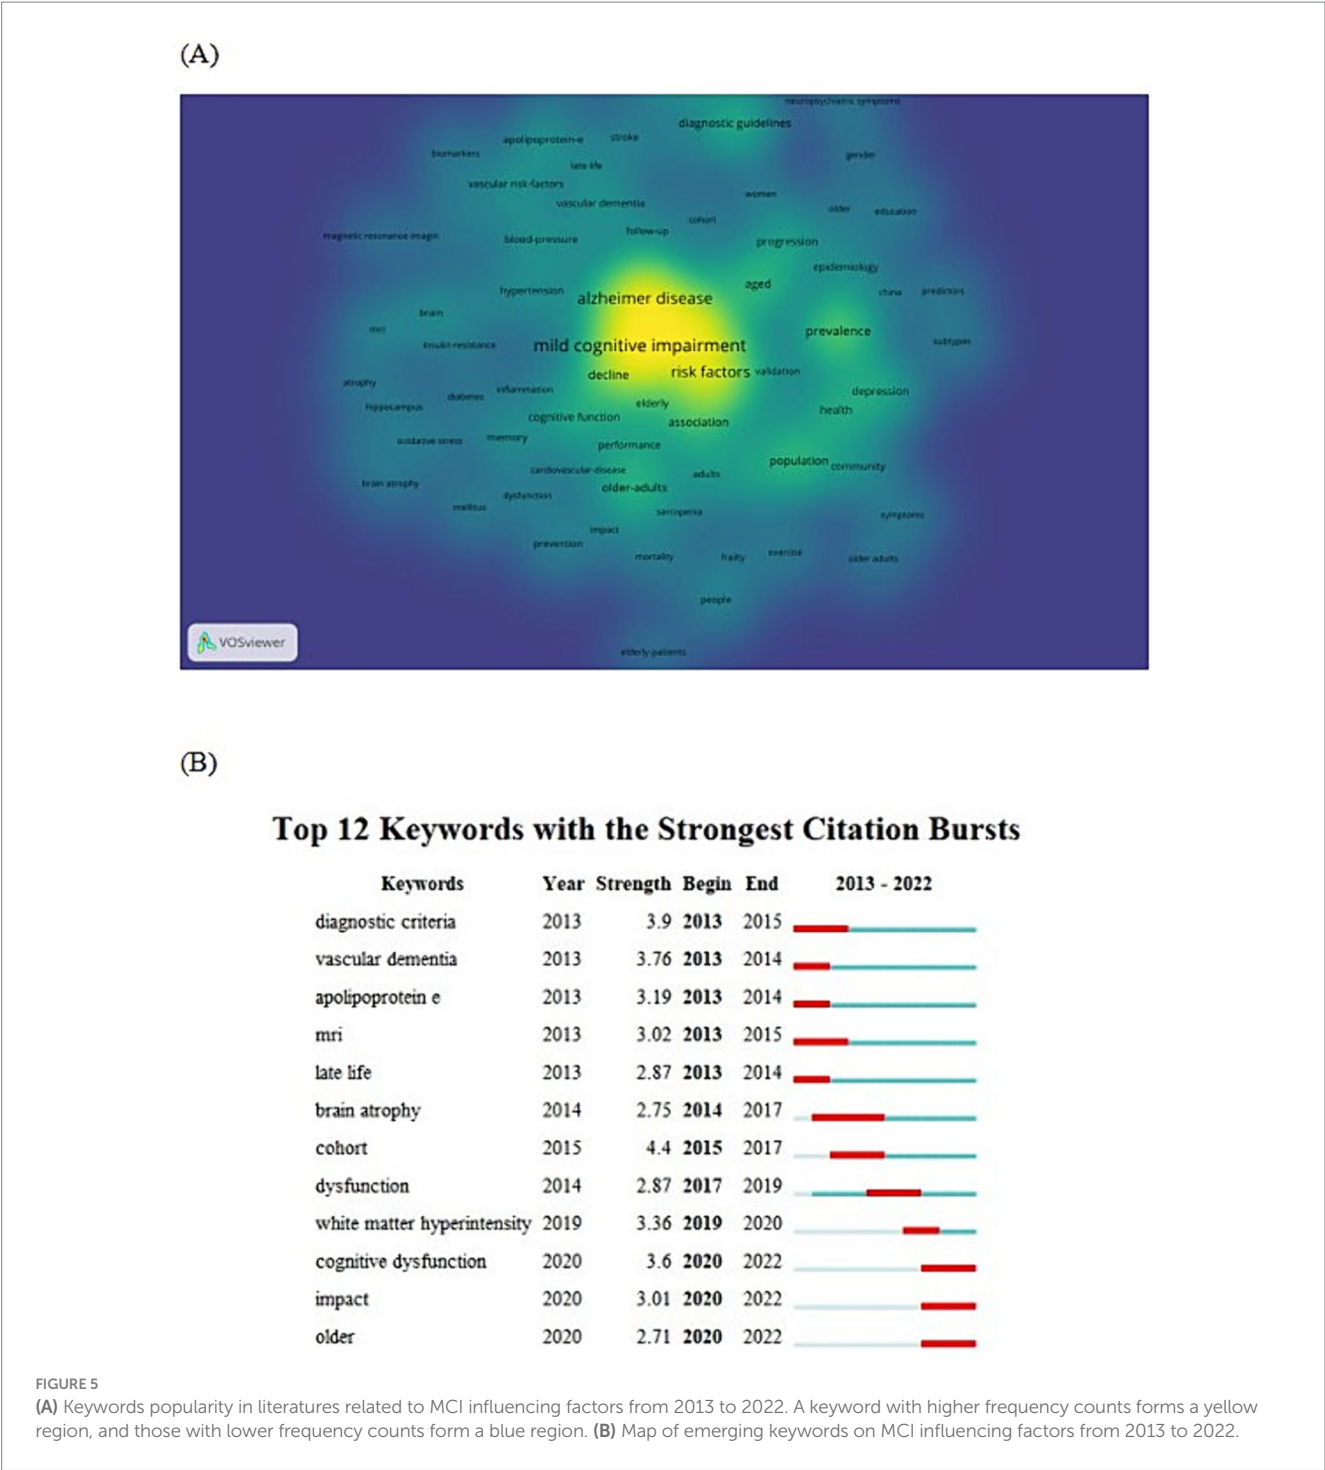 (A)
neuropsychiatric symptoms
diagnostic guidelines
apolipoprotein-e stroke
biomarkers gender
late-life
vascular risk-factors
women
vascular dementia older education
cohort
follow-up
magnetic resonance imagin blood-pressure progression
epidemiology
aged
hypertension alzheimer disease china predictors
brain
mri prevalence
insulin-resistance mild cognitive impairment subtypes
decline risk factors validation
atrophy
diabetes inflammation depression
hippocampus elderly health
cognitive function association
oxidative stress memory performance
population community
cardiovascular-disease adults
brain atrophy older-adults
dysfunction
mellitus sarcopenia symptoms
impact
prevention
mortality frailty exercise older adults
people
VOSviewer
elderly-patients
(B)
Top 12 Keywords with the Strongest Citation Bursts
Keywords Year Strength Begin End 2013 - 2022
diagnostic criteria 2013 3.9 2013 2015
vascular dementia 2013 3.76 2013 2014
apolipoprotein e 2013 3.19 2013 2014
mri 2013 3.02 2013 2015
late life 2013 2.87 2013 2014
brain atrophy 2014 2.75 2014 2017
cohort 2015 4.4 2015 2017
dysfunction 2014 2.87 2017 2019
white matter hyperintensity 2019 3.36 2019 2020
cognitive dysfunction 2020 3.6 2020 2022
impact 2020 3.01 2020 2022
older 2020 2.71 2020 2022
FIGURE 5
(A) Keywords popularity in literatures related to MCI influencing factors from 2013 to 2022. A keyword with higher frequency counts forms a yellow
region, and those with lower frequency counts form a blue region. (B) Map of emerging keywords on MCI influencing factors from 2013 to 2022.